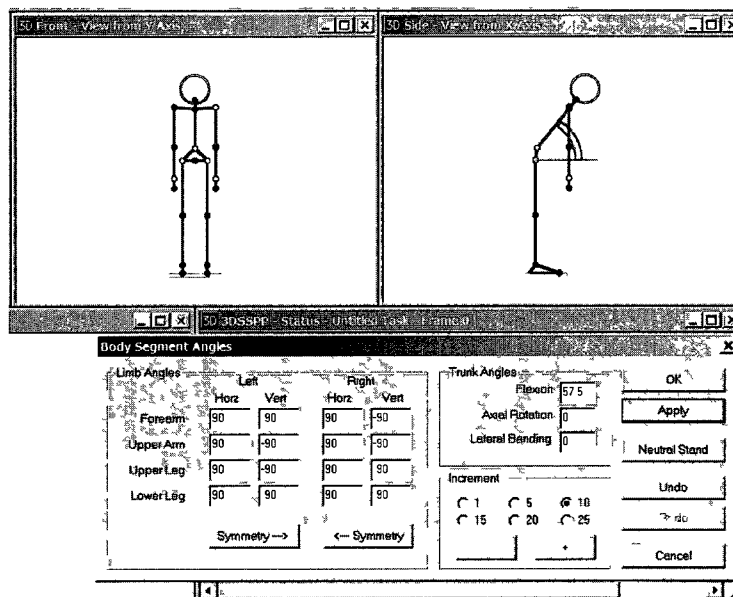 3D Front - View from Y Axis
3D Side - View from X Axis
3D 3DSSPP - Status - Untitled Task Frame 0
Body Segment Angles
Limb Angles
Left Right
Horz Vert Horz Vert
Forearm 90 90 90 -90
Upper Arm 90 -90 90 90
Upper Leg 90 -90 90 90
Lower Leg 90 90 90 90
Symmetry -->
<-- Symmetry
Trunk Angles
Flexion 57 5
Axial Rotation 0
Lateral Bending 0
Increment
1 5 10
15 20 25
+
OK
Apply
Neutral Stand
Undo
Cancel